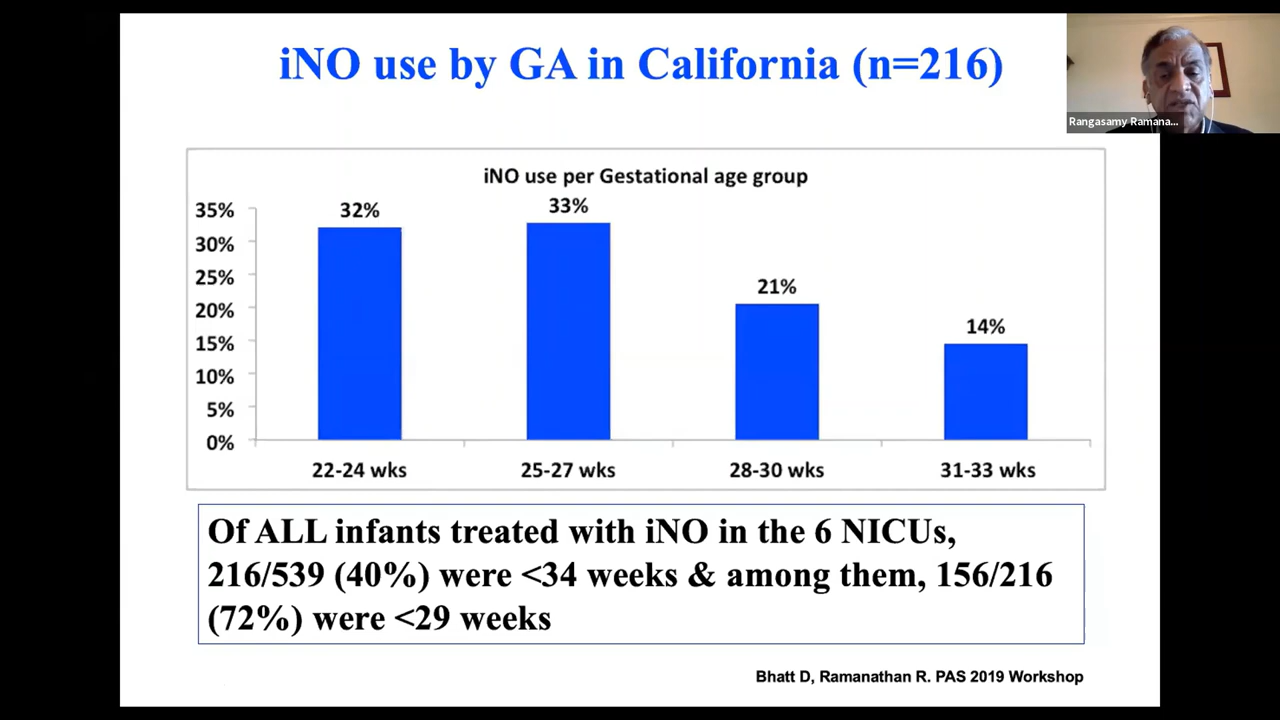 iNO use by GA in California (n=216)
Rangasamy Ramana...
iNO use per Gestational age group
35%
30%
25%
20%
15%
10%
5%
0%
32%
33%
21%
14%
22-24 wks
25-27 wks
28-30 wks
31-33 wks
Of ALL infants treated with iNO in the 6 NICUs,
216/539 (40%) were <34 weeks & among them, 156/216
(72%) were <29 weeks
Bhatt D, Ramanathan R. PAS 2019 Workshop